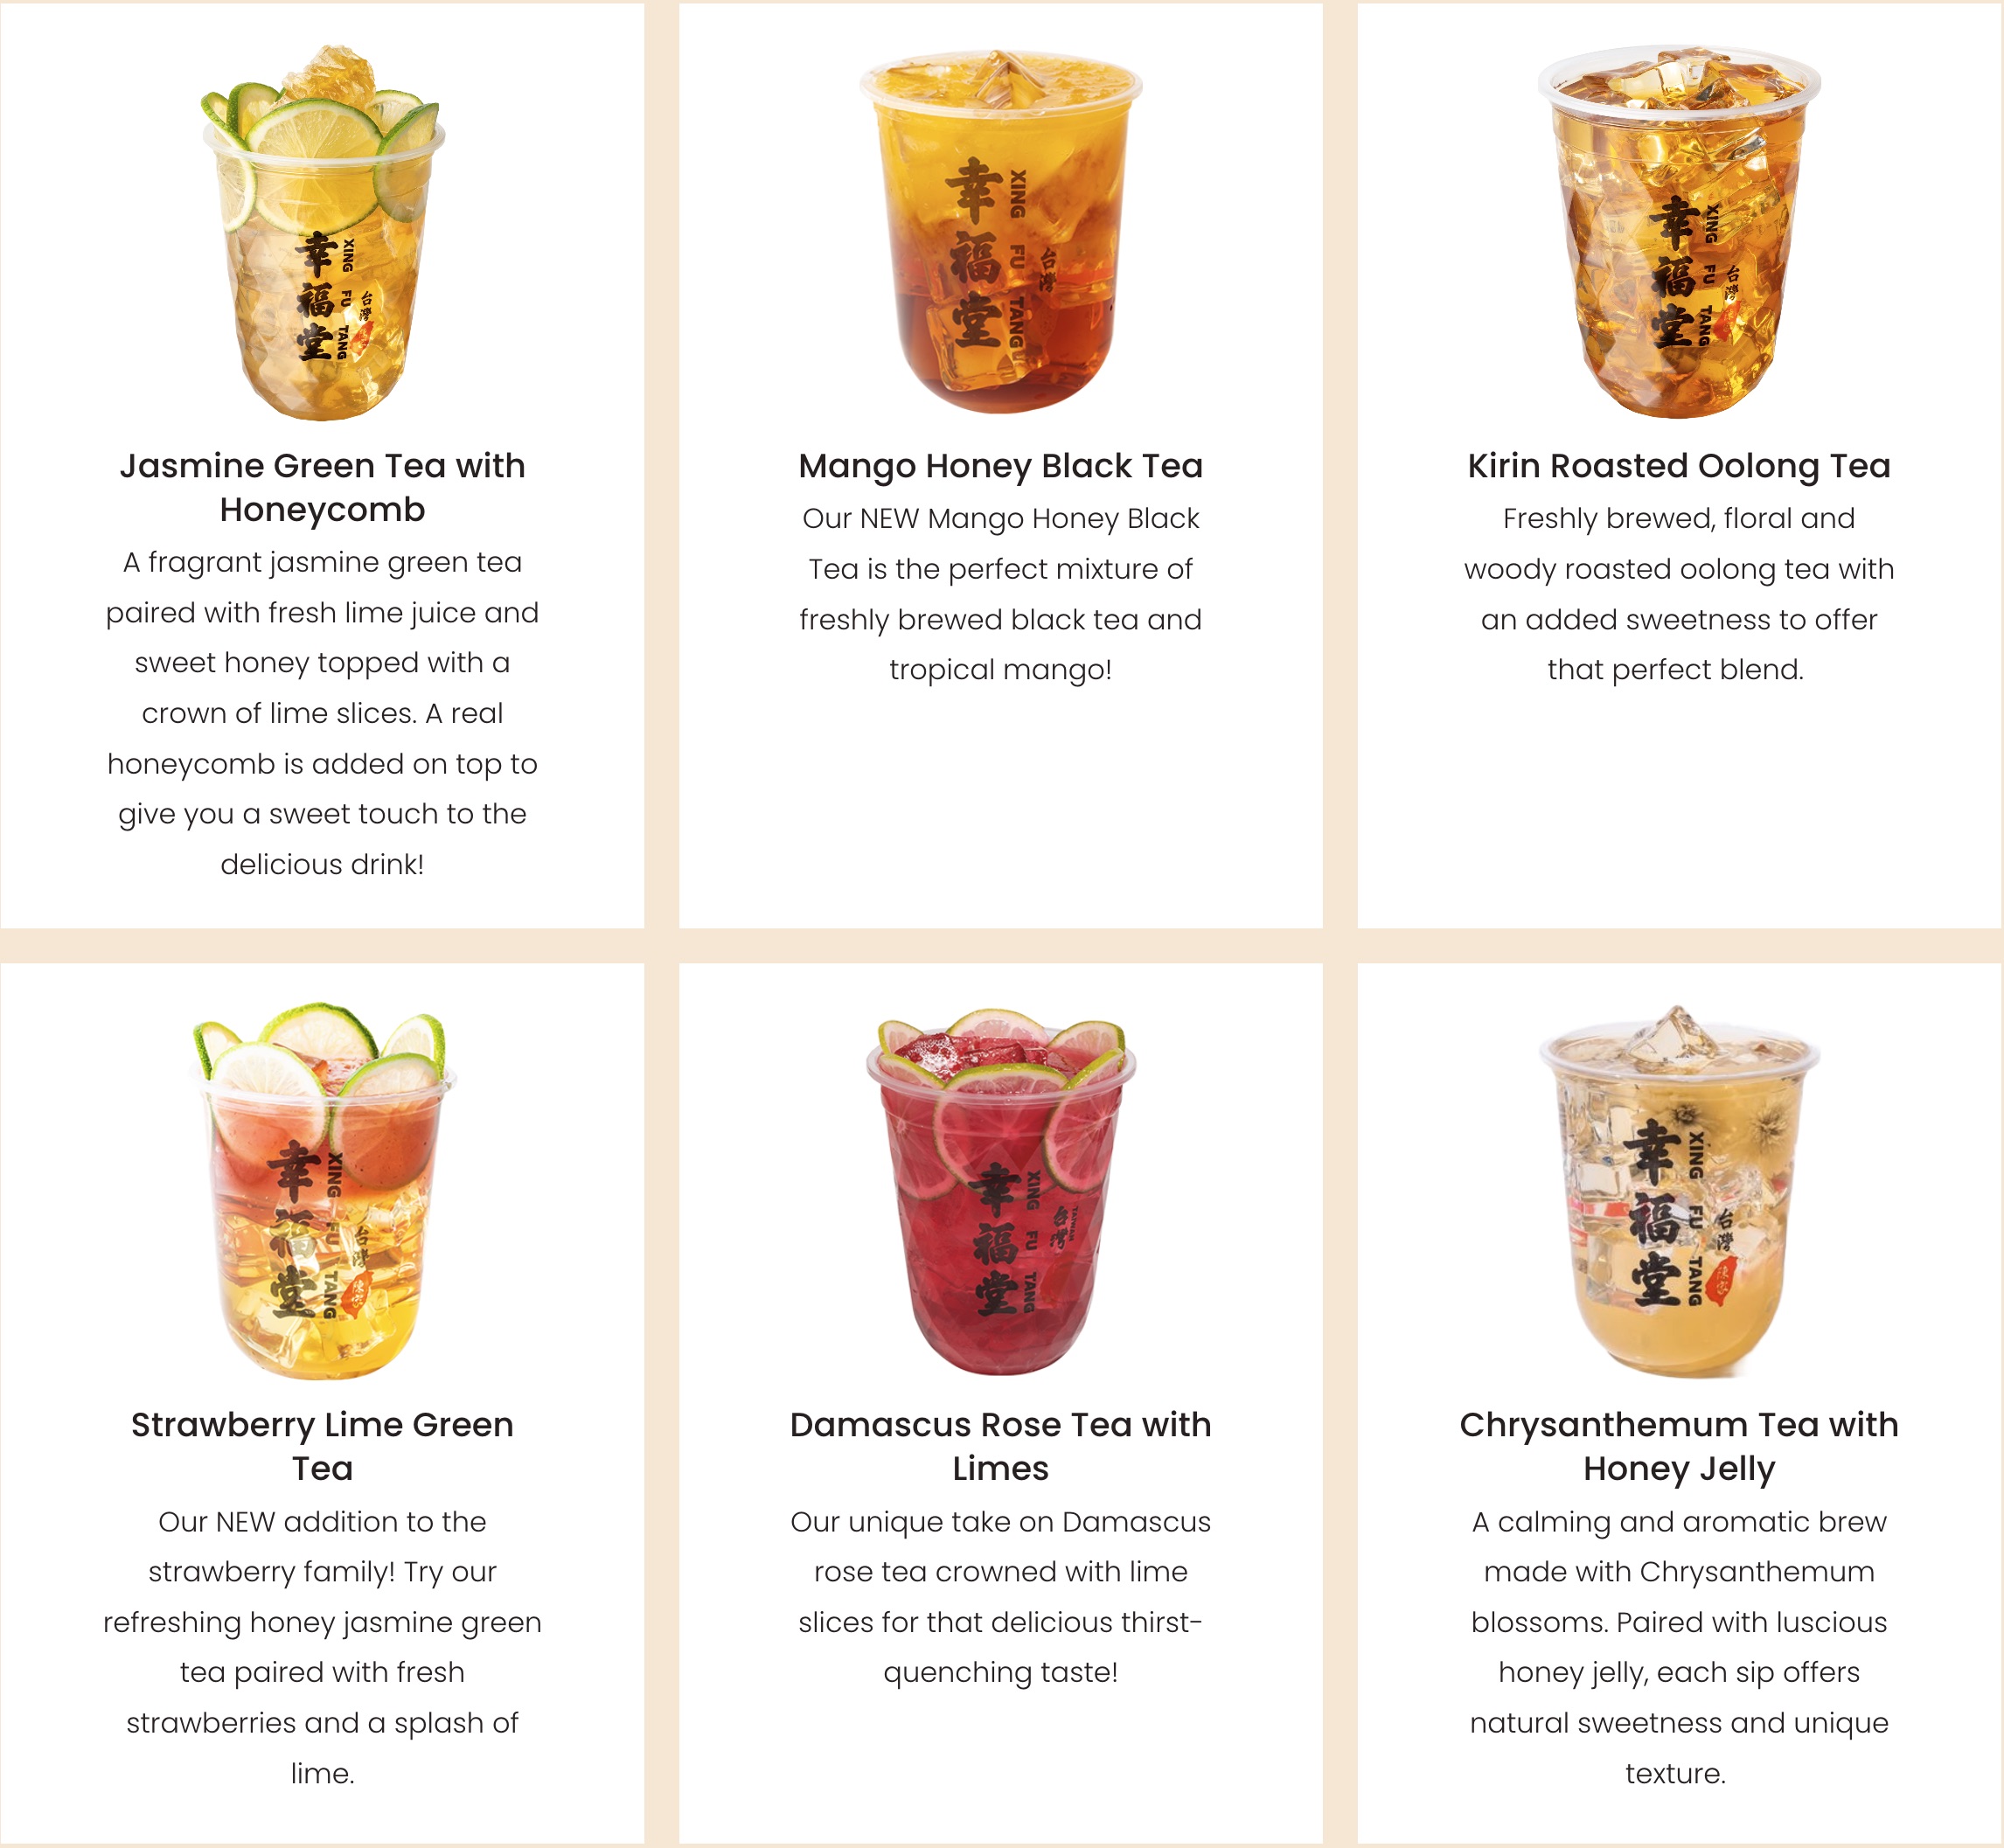 幸福堂
XING FU TANG
台灣
Jasmine Green Tea with
Honeycomb
A fragrant jasmine green tea
paired with fresh lime juice and
sweet honey topped with a
crown of lime slices. A real
honeycomb is added on top to
give you a sweet touch to the
delicious drink!
幸福堂
XING FU TANG
台灣
Mango Honey Black Tea
Our NEW Mango Honey Black
Tea is the perfect mixture of
freshly brewed black tea and
tropical mango!
幸福堂
XING FU TANG
台灣
Kirin Roasted Oolong Tea
Freshly brewed, floral and
woody roasted oolong tea with
an added sweetness to offer
that perfect blend.
幸福堂
XING FU TANG
台灣
Strawberry Lime Green
Tea
Our NEW addition to the
strawberry family! Try our
refreshing honey jasmine green
tea paired with fresh
strawberries and a splash of
lime.
幸福堂
XING FU TANG
台灣
TAIWAN
Damascus Rose Tea with
Limes
Our unique take on Damascus
rose tea crowned with lime
slices for that delicious thirst-
quenching taste!
幸福堂
XING FU TANG
台灣
Chrysanthemum Tea with
Honey Jelly
A calming and aromatic brew
made with Chrysanthemum
blossoms. Paired with luscious
honey jelly, each sip offers
natural sweetness and unique
texture.